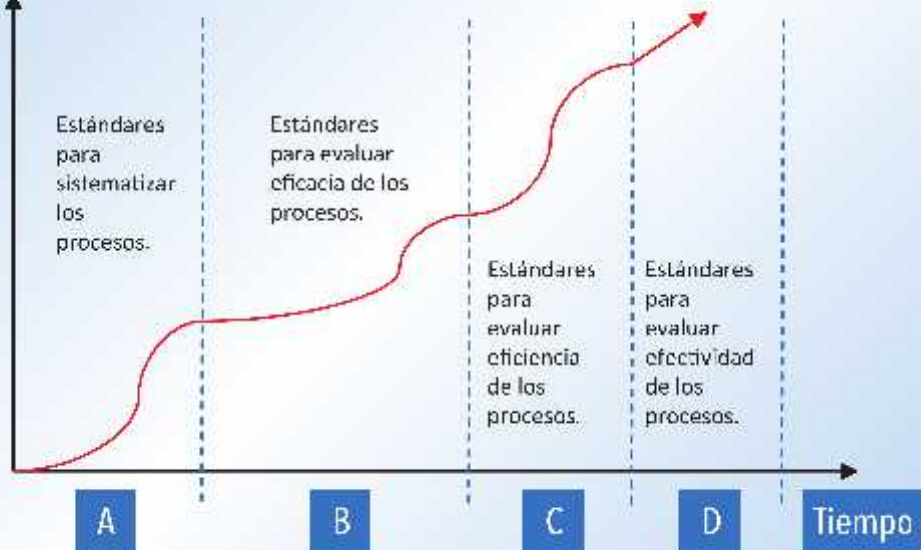 Estándares
para
sistematizar
los
procesos.
Estándares
para evaluar
eficacia de los
procesos.
Estándares
para
evaluar
eficiencia
de los
procesos.
Estándares
para
evaluar
efectividad
de los
procesos.
A
B
C
D
Tiempo